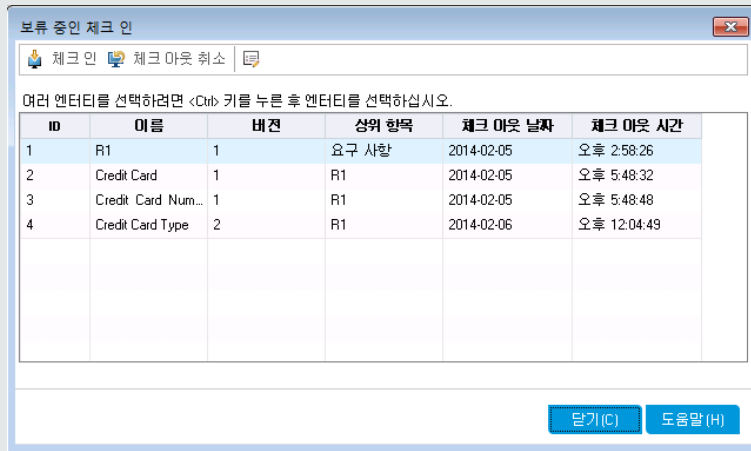 보류 중인 체크 인
체크 인 체크 아웃 취소
여러 엔터티를 선택하려면 <Ctrl> 키를 누른 후 엔터티를 선택하십시오.
ID 이름 버전 상위 항목 체크 아웃 날짜 체크 아웃 시간
1 R1 1 요구 사항 2014-02-05 오후 2:58:26
2 Credit Card 1 R1 2014-02-05 오후 5:48:32
3 Credit Card Num... 1 R1 2014-02-05 오후 5:48:48
4 Credit Card Type 2 R1 2014-02-06 오후 12:04:49
닫기(C) 도움말(H)